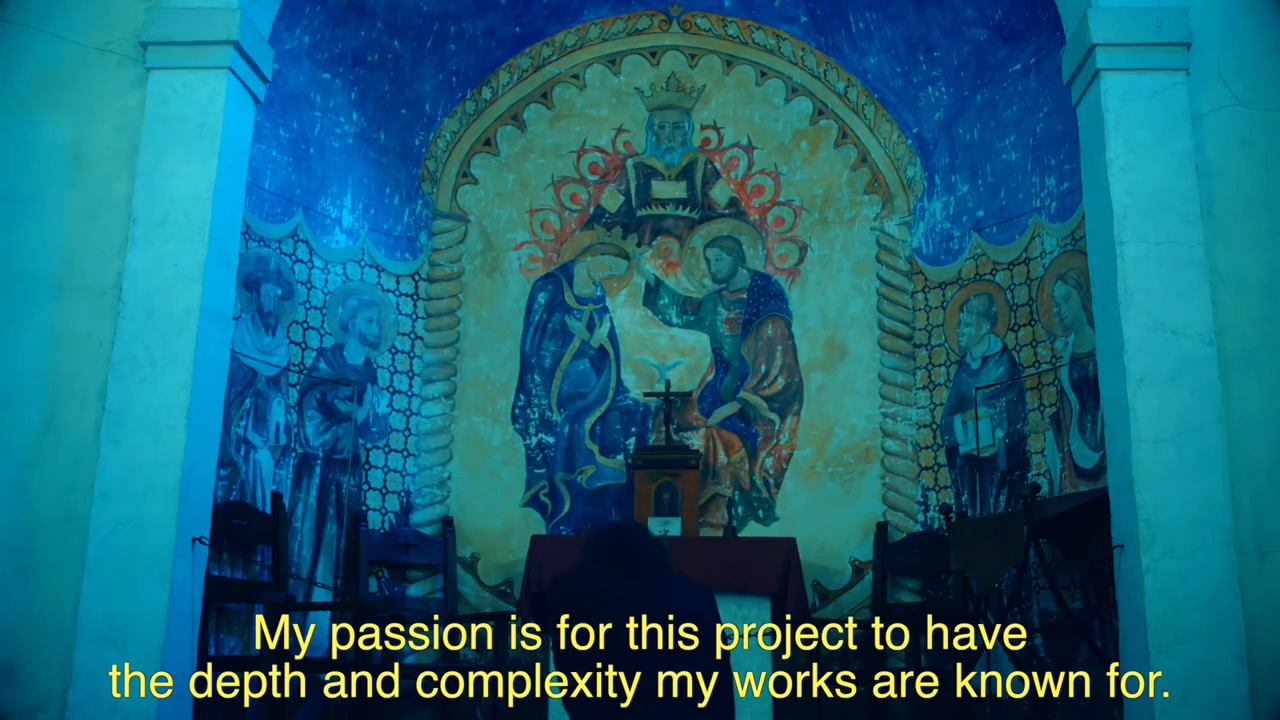 My passion is for this project to have
the depth and complexity my works are known for.